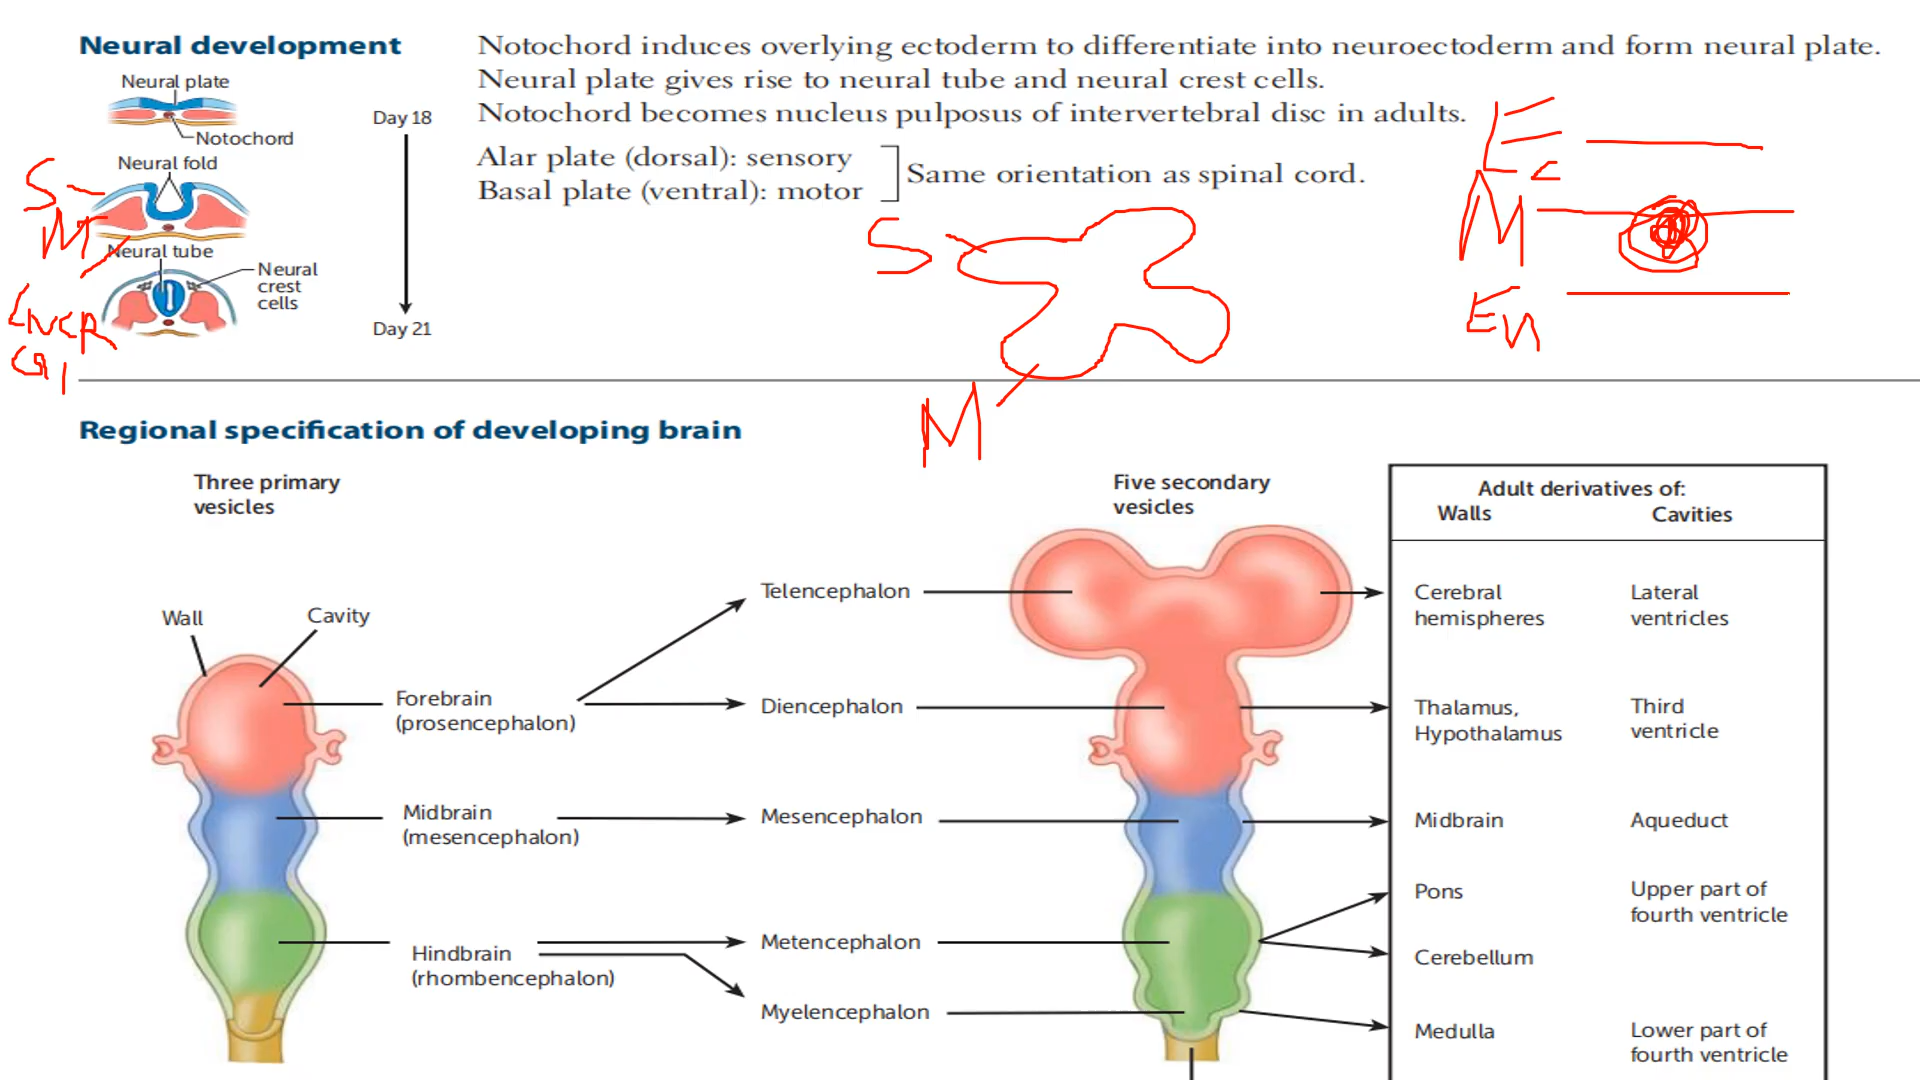 Neural development
Neural plate
Notochord
Neural fold
Neural tube
Neural
crest
cells
Day 18
Day 21
Notochord induces overlying ectoderm to differentiate into neuroectoderm and form neural plate.
Neural plate gives rise to neural tube and neural crest cells.
Notochord becomes nucleus pulposus of intervertebral disc in adults.
Alar plate (dorsal): sensory
Basal plate (ventral): motor
Same orientation as spinal cord.
S
M
S
M
Ec
M
En
Regional specification of developing brain
Three primary
vesicles
Five secondary
vesicles
Adult derivatives of:
Walls Cavities
Wall
Cavity
Forebrain
(prosencephalon)
Midbrain
(mesencephalon)
Hindbrain
(rhombencephalon)
Telencephalon
Diencephalon
Mesencephalon
Metencephalon
Myelencephalon
Cerebral
hemispheres
Lateral
ventricles
Thalamus,
Hypothalamus
Third
ventricle
Midbrain
Aqueduct
Pons
Upper part of
fourth ventricle
Cerebellum
Medulla
Lower part of
fourth ventricle